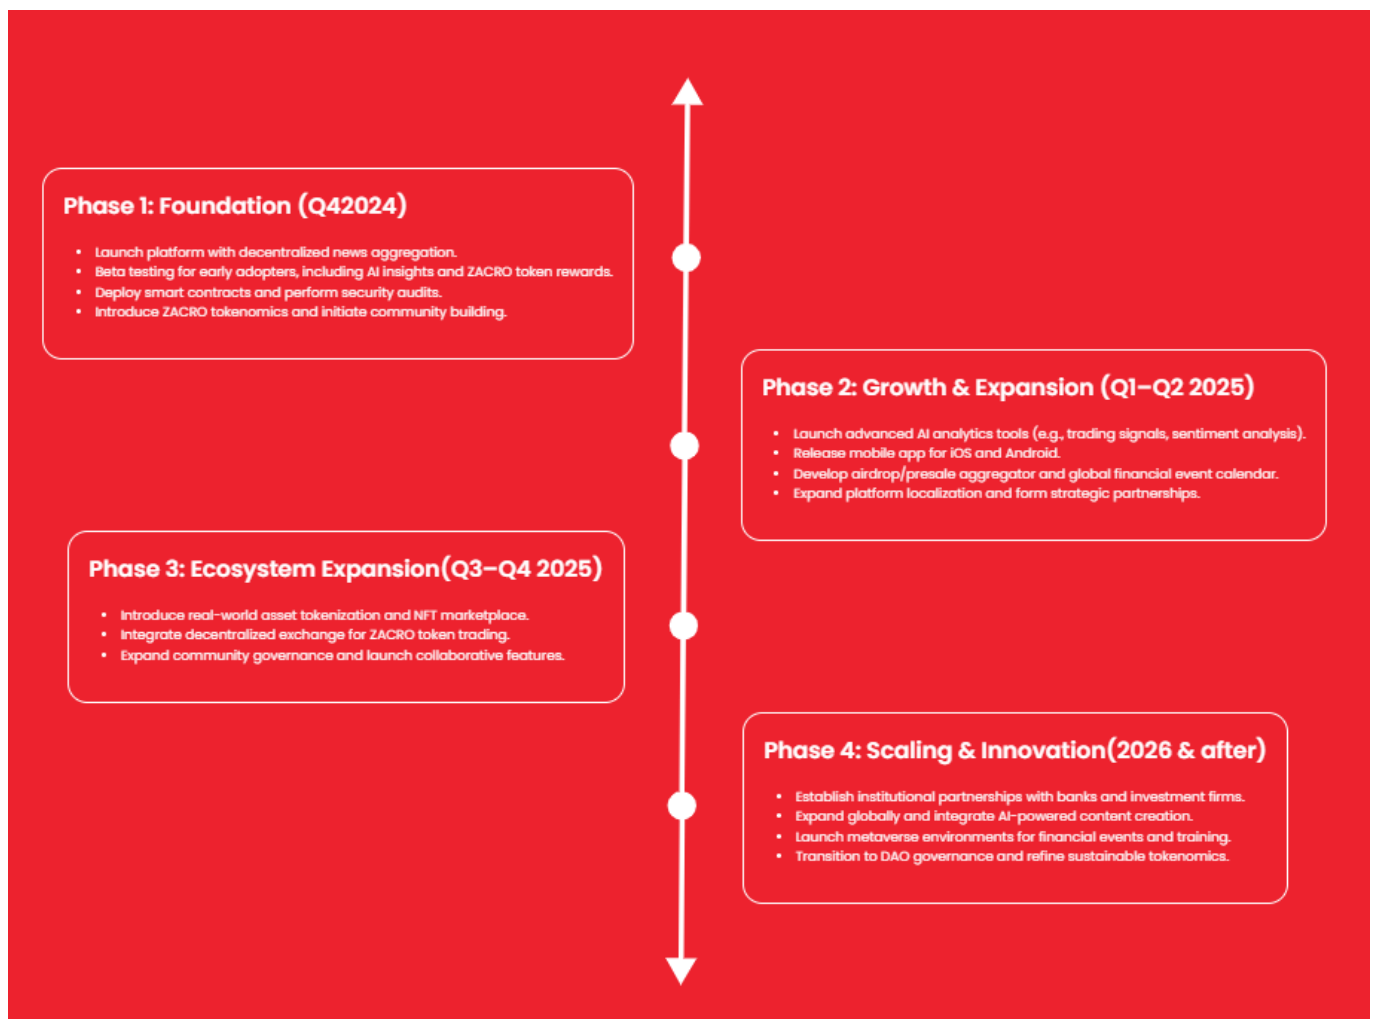 Phase 1: Foundation (Q42024)
• Launch platform with decentralized news aggregation.
• Beta testing for early adopters, including AI insights and ZACRO token rewards.
• Deploy smart contracts and perform security audits.
• Introduce ZACRO tokenomics and initiate community building.
Phase 2: Growth & Expansion (Q1–Q2 2025)
• Launch advanced AI analytics tools (e.g., trading signals, sentiment analysis).
• Release mobile app for iOS and Android.
• Develop airdrop/presale aggregator and global financial event calendar.
• Expand platform localization and form strategic partnerships.
Phase 3: Ecosystem Expansion(Q3–Q4 2025)
• Introduce real-world asset tokenization and NFT marketplace.
• Integrate decentralized exchange for ZACRO token trading.
• Expand community governance and launch collaborative features.
Phase 4: Scaling & Innovation(2026 & after)
• Establish institutional partnerships with banks and investment firms.
• Expand globally and integrate AI-powered content creation.
• Launch metaverse environments for financial events and training.
• Transition to DAO governance and refine sustainable tokenomics.